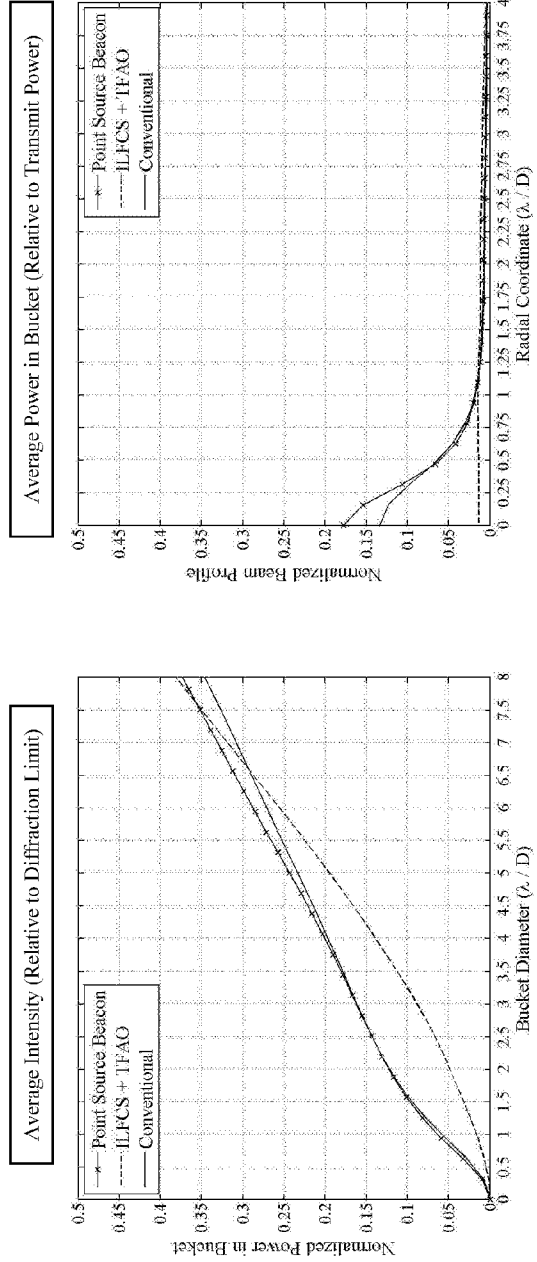 Average Intensity (Relative to Diffraction Limit)
Point Source Beacon
ILFCS + TFAO
Conventional
Normalized Power in Bucket
0.5
0.45
0.4
0.35
0.3
0.25
0.2
0.15
0.1
0.05
0
0 0.5 1 1.5 2 2.5 3 3.5 4 4.5 5 5.5 6 6.5 7 7.5 8
Bucket Diameter (λ / D)
Average Power in Bucket (Relative to Transmit Power)
Point Source Beacon
ILFCS + TFAO
Conventional
Normalized Beam Profile
0.5
0.45
0.4
0.35
0.3
0.25
0.2
0.15
0.1
0.05
0
0 0.25 0.5 0.75 1 1.25 1.5 1.75 2 2.25 2.5 2.75 3 3.25 3.5 3.75 4
Radial Coordinate (λ / D)